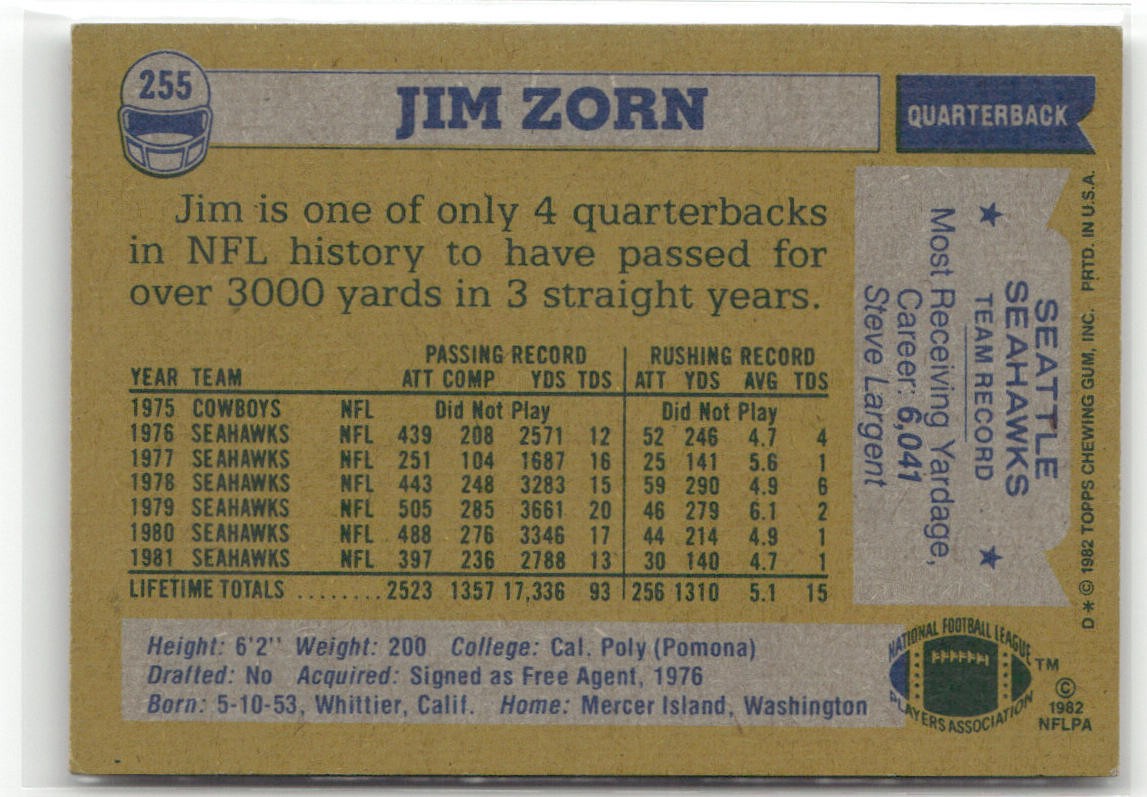 255
JIM ZORN
QUARTERBACK
Jim is one of only 4 quarterbacks
in NFL history to have passed for
over 3000 yards in 3 straight years.
PASSING RECORD RUSHING RECORD
YEAR TEAM ATT COMP YDS TDS ATT YDS AVG TDS
1975 COWBOYS NFL Did Not Play Did Not Play
1976 SEAHAWKS NFL 439 208 2571 12 52 246 4.7 4
1977 SEAHAWKS NFL 251 104 1687 16 25 141 5.6 1
1978 SEAHAWKS NFL 443 248 3283 15 59 290 4.9 6
1979 SEAHAWKS NFL 505 285 3661 20 46 279 6.1 2
1980 SEAHAWKS NFL 488 276 3346 17 44 214 4.9 1
1981 SEAHAWKS NFL 397 236 2788 13 30 140 4.7 1
LIFETIME TOTALS ........ 2523 1357 17,336 93 256 1310 5.1 15
Height: 6'2" Weight: 200 College: Cal. Poly (Pomona)
Drafted: No Acquired: Signed as Free Agent, 1976
Born: 5-10-53, Whittier, Calif. Home: Mercer Island, Washington
SEATTLE
SEAHAWKS
TEAM RECORD
Most Receiving Yardage,
Career: 6,041
Steve Largent
D* © 1982 TOPPS CHEWING GUM, INC. PRTD. IN U.S.A.
NATIONAL FOOTBALL LEAGUE
PLAYERS ASSOCIATION
TM
©
1982
NFLPA